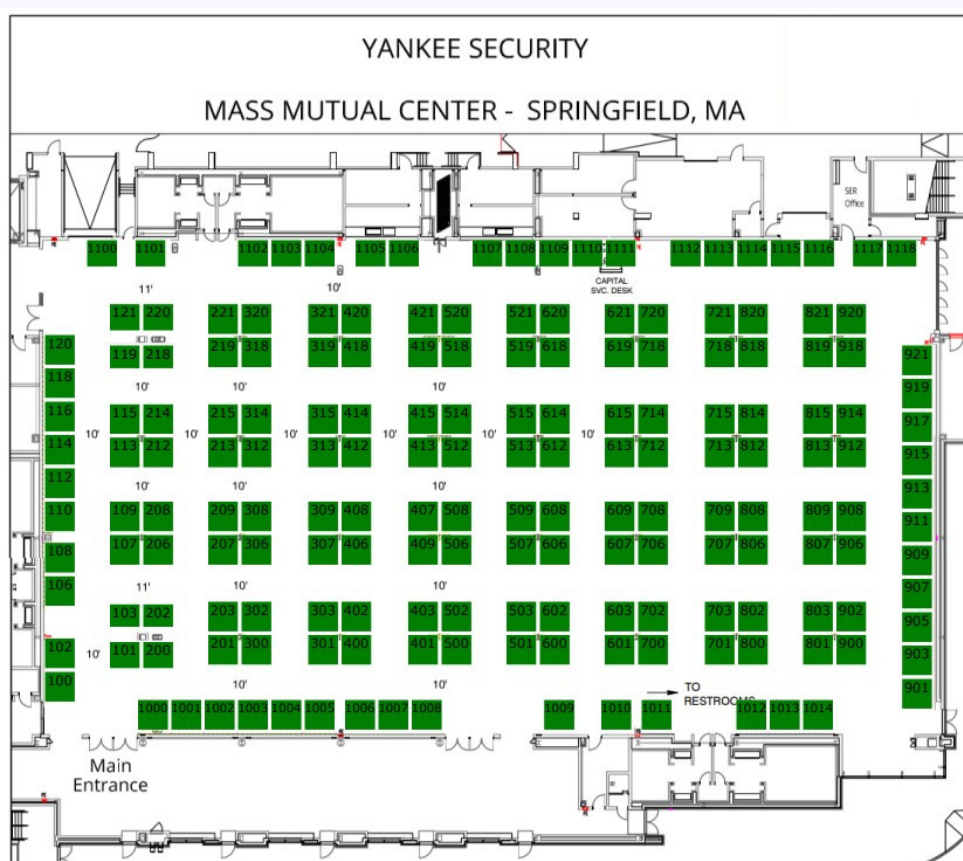 YANKEE SECURITY
MASS MUTUAL CENTER - SPRINGFIELD, MA
SER
Office
1100 1101 1102 1103 1104 1105 1106 1107 1108 1109 1110 1111 1112 1113 1114 1115 1116 1117 1118
CAPITAL
SVC. DESK
11' 10'
121 220 221 320 321 420 421 520 521 620 621 720 721 820 821 920
120 119 218 219 318 319 418 419 518 519 618 619 718 718 818 819 918 921
118 10' 10' 10' 919
116 115 214 215 314 315 414 415 514 515 614 615 714 715 814 815 914 917
10' 10' 10' 10' 10' 10'
114 113 212 213 312 313 412 413 512 513 612 613 712 713 812 813 912 915
112 10' 10' 10' 913
110 109 208 209 308 309 408 407 508 509 608 609 708 709 808 809 908 911
108 107 206 207 306 307 406 409 506 507 606 607 706 707 806 807 906 909
106 11' 10' 10' 907
103 202 203 302 303 402 403 502 503 602 603 702 703 802 803 902 905
102 10' 101 200 201 300 301 400 401 500 501 600 601 700 701 800 801 900 903
100 10' 10' 901
TO
RESTROOMS
1000 1001 1002 1003 1004 1005 1006 1007 1008 1009 1010 1011 1012 1013 1014
Main
Entrance